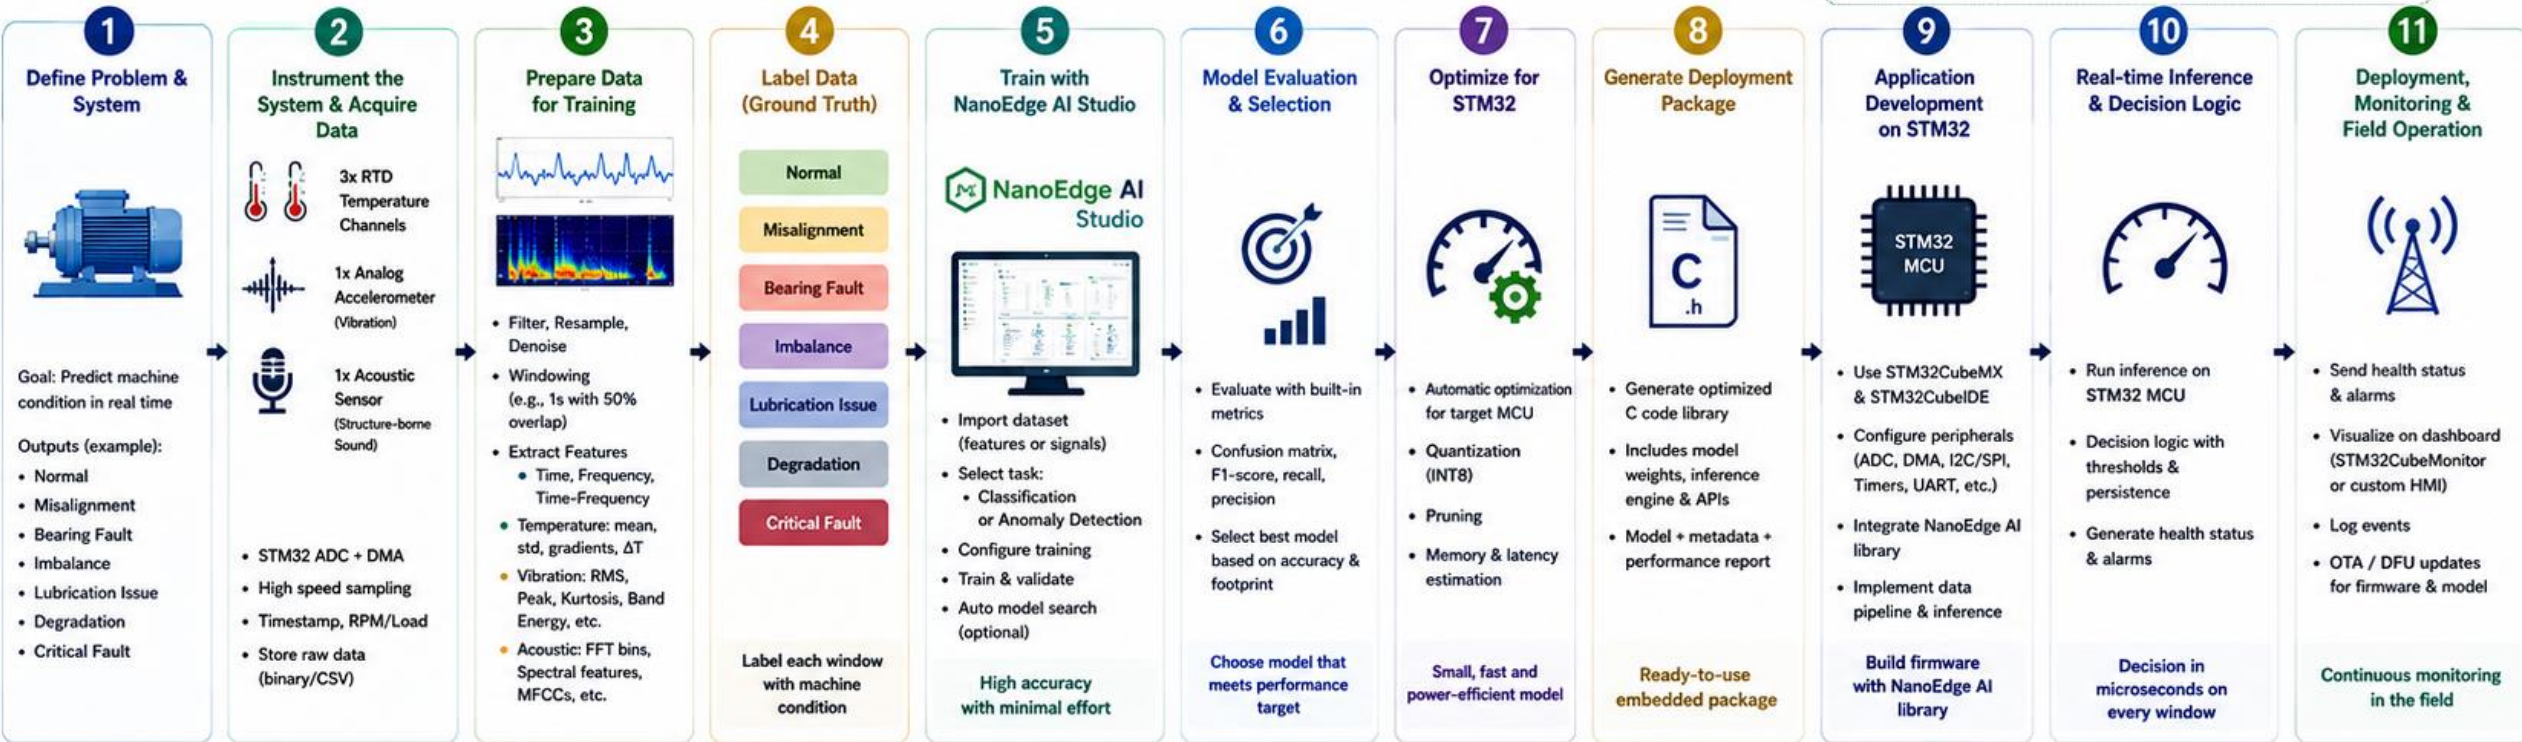 1
Define Problem &
System
Goal: Predict machine
condition in real time
Outputs (example):
• Normal
• Misalignment
• Bearing Fault
• Imbalance
• Lubrication Issue
• Degradation
• Critical Fault
2
Instrument the
System & Acquire
Data
3x RTD
Temperature
Channels
1x Analog
Accelerometer
(Vibration)
1x Acoustic
Sensor
(Structure-borne
Sound)
• STM32 ADC + DMA
• High speed sampling
• Timestamp, RPM/Load
• Store raw data
(binary/CSV)
3
Prepare Data
for Training
• Filter, Resample,
Denoise
• Windowing
(e.g., 1s with 50%
overlap)
• Extract Features
• Time, Frequency,
Time-Frequency
• Temperature: mean,
std, gradients, ΔT
• Vibration: RMS,
Peak, Kurtosis, Band
Energy, etc.
• Acoustic: FFT bins,
Spectral features,
MFCCs, etc.
4
Label Data
(Ground Truth)
Normal
Misalignment
Bearing Fault
Imbalance
Lubrication Issue
Degradation
Critical Fault
Label each window
with machine
condition
5
Train with
NanoEdge AI Studio
NanoEdge AI
Studio
• Import dataset
(features or signals)
• Select task:
• Classification
or Anomaly Detection
• Configure training
• Train & validate
• Auto model search
(optional)
High accuracy
with minimal effort
6
Model Evaluation
& Selection
• Evaluate with built-in
metrics
• Confusion matrix,
F1-score, recall,
precision
• Select best model
based on accuracy &
footprint
Choose model that
meets performance
target
7
Optimize for
STM32
• Automatic optimization
for target MCU
• Quantization
(INT8)
• Pruning
• Memory & latency
estimation
Small, fast and
power-efficient model
8
Generate Deployment
Package
C
.h
• Generate optimized
C code library
• Includes model
weights, inference
engine & APIs
• Model + metadata +
performance report
Ready-to-use
embedded package
9
Application
Development
on STM32
STM32
MCU
• Use STM32CubeMX
& STM32CubeIDE
• Configure peripherals
(ADC, DMA, I2C/SPI,
Timers, UART, etc.)
• Integrate NanoEdge AI
library
• Implement data
pipeline & inference
Build firmware
with NanoEdge AI
library
10
Real-time Inference
& Decision Logic
• Run inference on
STM32 MCU
• Decision logic with
thresholds &
persistence
• Generate health status
& alarms
Decision in
microseconds on
every window
11
Deployment,
Monitoring &
Field Operation
• Send health status
& alarms
• Visualize on dashboard
(STM32CubeMonitor
or custom HMI)
• Log events
• OTA / DFU updates
for firmware & model
Continuous monitoring
in the field